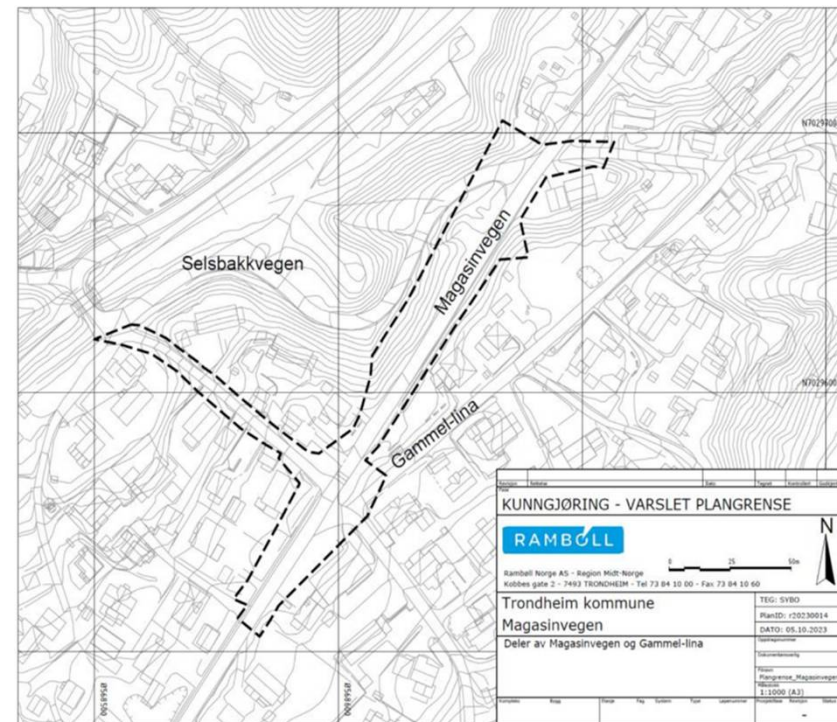 N7029700
Selsbakkvegen
Magasinvegen
N7029600
Gammel-lina
KUNNGJØRING - VARSLET PLANGRENSE
RAMBOLL
N
0 25 50m
Rambøll Norge AS - Region Midt-Norge
Kobbes gate 2 - 7493 TRONDHEIM - Tel 73 84 10 00 - Fax 73 84 10 60
Trondheim kommune
Magasinvegen
Deler av Magasinvegen og Gammel-lina
TEG: SYBO
PlanID: r20230014
DATO: 05.10.2023
Plangrense_Magasinvegen
1:1000 (A3)